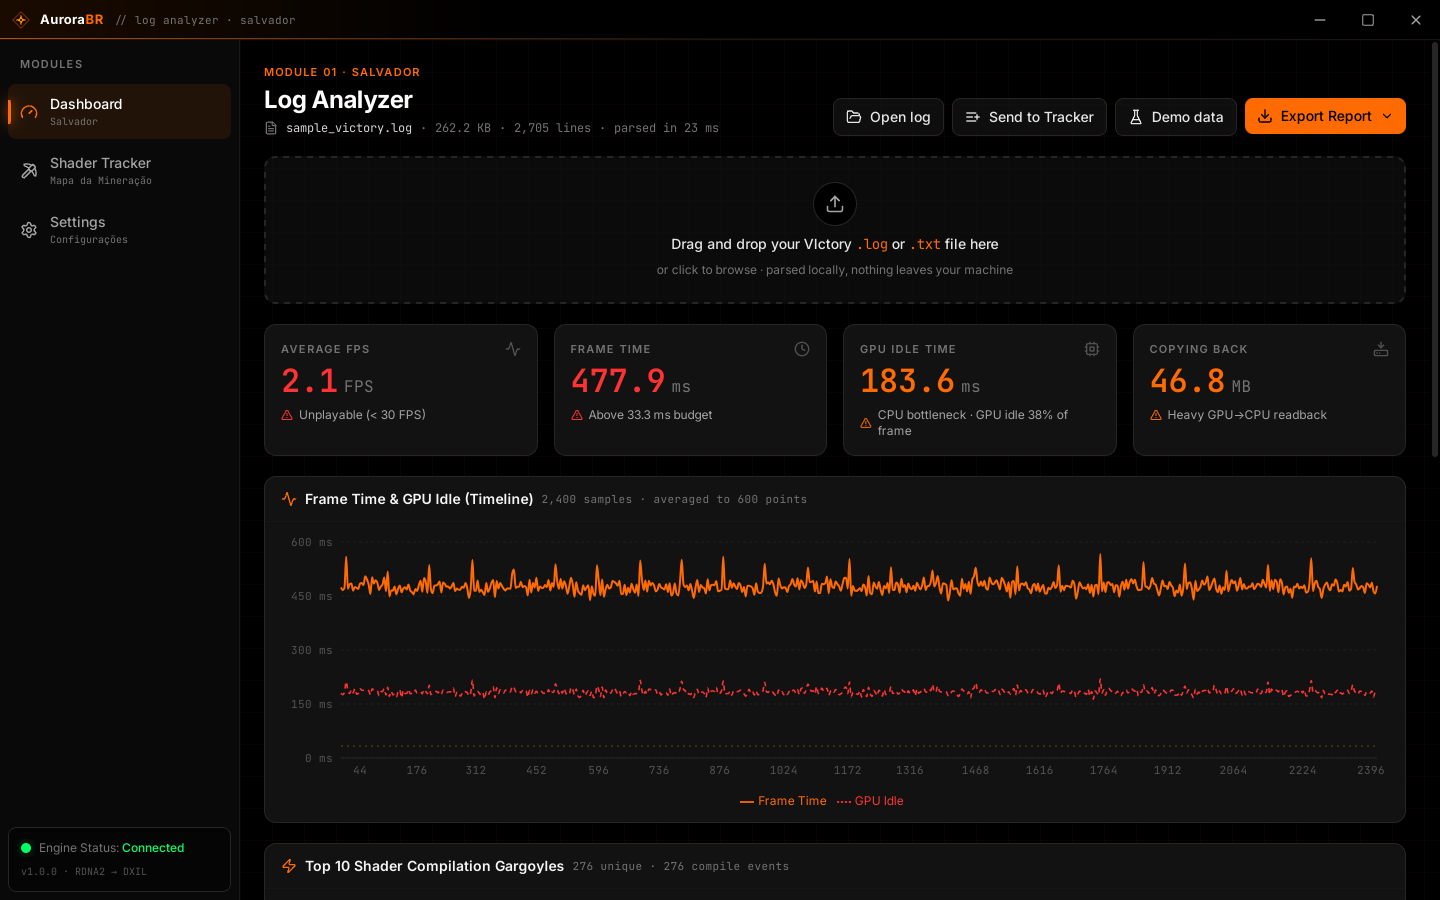 AuroraBR // log analyzer · salvador
MODULES
Dashboard
Salvador
Shader Tracker
Mapa da Mineração
Settings
Configurações
Engine Status: Connected
v1.0.0 · RDNA2 → DXIL
MODULE 01 · SALVADOR
Log Analyzer
sample_victory.log · 262.2 KB · 2,705 lines · parsed in 23 ms
Open log
Send to Tracker
Demo data
Export Report
Drag and drop your VIctory .log or .txt file here
or click to browse · parsed locally, nothing leaves your machine
AVERAGE FPS
2.1 FPS
Unplayable (< 30 FPS)
FRAME TIME
477.9 ms
Above 33.3 ms budget
GPU IDLE TIME
183.6 ms
CPU bottleneck · GPU idle 38% of
frame
COPYING BACK
46.8 MB
Heavy GPU→CPU readback
Frame Time & GPU Idle (Timeline) 2,400 samples · averaged to 600 points
600 ms
450 ms
300 ms
150 ms
0 ms
44 176 312 452 596 736 876 1024 1172 1316 1468 1616 1764 1912 2064 2224 2396
Frame Time GPU Idle
Top 10 Shader Compilation Gargoyles 276 unique · 276 compile events